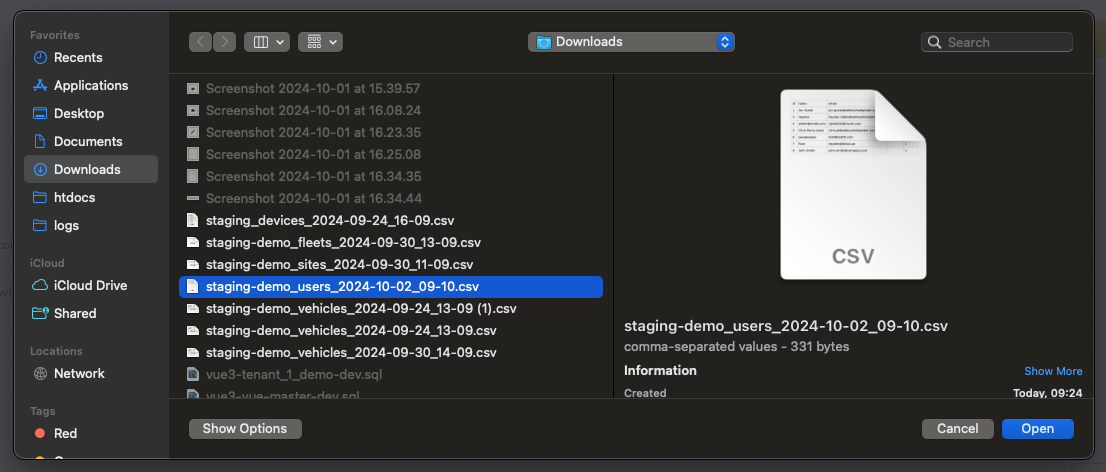 Favorites
Recents
Applications
Desktop
Documents
Downloads
htdocs
logs
iCloud
iCloud Drive
Shared
Locations
Network
Tags
Red
Downloads
Search
Screenshot 2024-10-01 at 15.39.57
Screenshot 2024-10-01 at 16.08.24
Screenshot 2024-10-01 at 16.23.35
Screenshot 2024-10-01 at 16.25.08
Screenshot 2024-10-01 at 16.34.35
Screenshot 2024-10-01 at 16.34.44
staging_devices_2024-09-24_16-09.csv
staging-demo_fleets_2024-09-30_13-09.csv
staging-demo_sites_2024-09-30_11-09.csv
staging-demo_users_2024-10-02_09-10.csv
staging-demo_vehicles_2024-09-24_13-09 (1).csv
staging-demo_vehicles_2024-09-24_13-09.csv
staging-demo_vehicles_2024-09-30_14-09.csv
vue3-tenant_1_demo-dev.sql
vue3-vue-master-dev.sql
CSV
staging-demo_users_2024-10-02_09-10.csv
comma-separated values - 331 bytes
Information
Show More
Created
Today, 09:24
Show Options
Cancel
Open